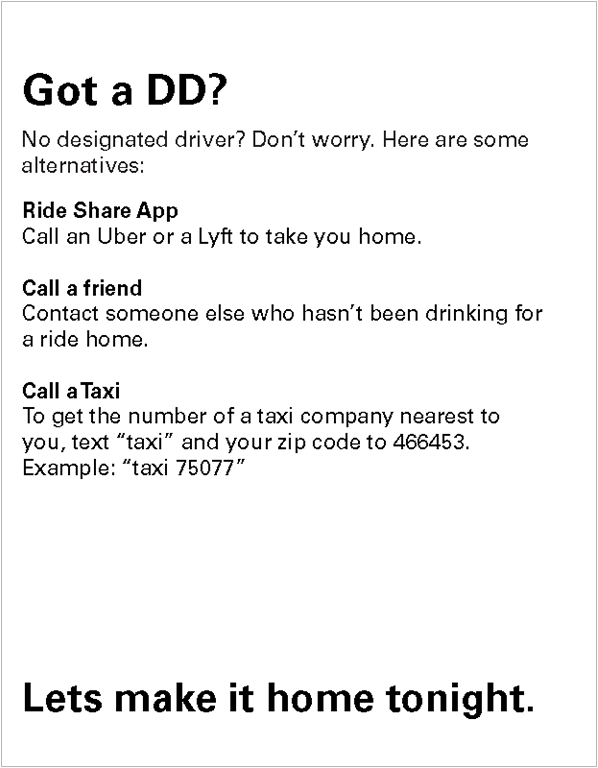 Got a DD?
No designated driver? Don’t worry. Here are some
alternatives:
Ride Share App
Call an Uber or a Lyft to take you home.
Call a friend
Contact someone else who hasn’t been drinking for
a ride home.
Call a Taxi
To get the number of a taxi company nearest to
you, text “taxi” and your zip code to 466453.
Example: “taxi 75077”
Lets make it home tonight.